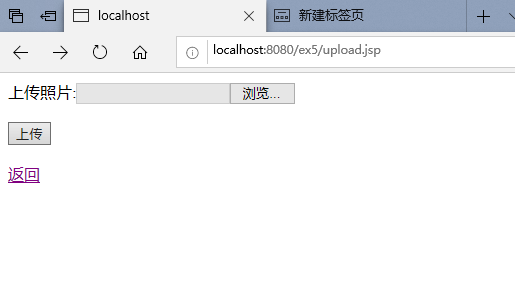 localhost 新建标签页
localhost:8080/ex5/upload.jsp
上传照片: 浏览...
上传
返回